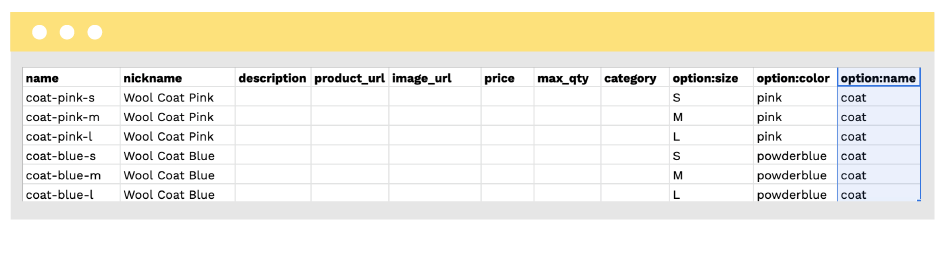 name nickname description product_url image_url price max_qty category option:size option:color option:name
coat-pink-s Wool Coat Pink S pink coat
coat-pink-m Wool Coat Pink M pink coat
coat-pink-l Wool Coat Pink L pink coat
coat-blue-s Wool Coat Blue S powderblue coat
coat-blue-m Wool Coat Blue M powderblue coat
coat-blue-l Wool Coat Blue L powderblue coat